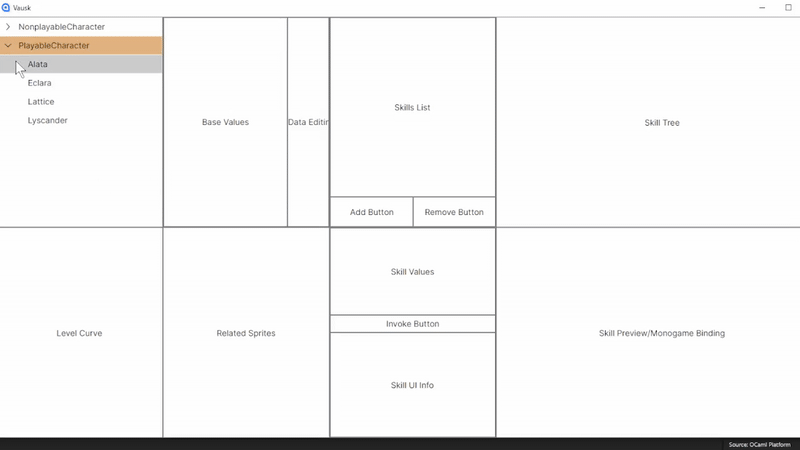 Vausk
NonplayableCharacter
PlayableCharacter
Alata
Eclara
Lattice
Lyscander
Base Values
Data Editin
Skills List
Add Button
Remove Button
Skill Tree
Level Curve
Related Sprites
Skill Values
Invoke Button
Skill UI Info
Skill Preview/Monogame Binding
Source: OCaml Platform